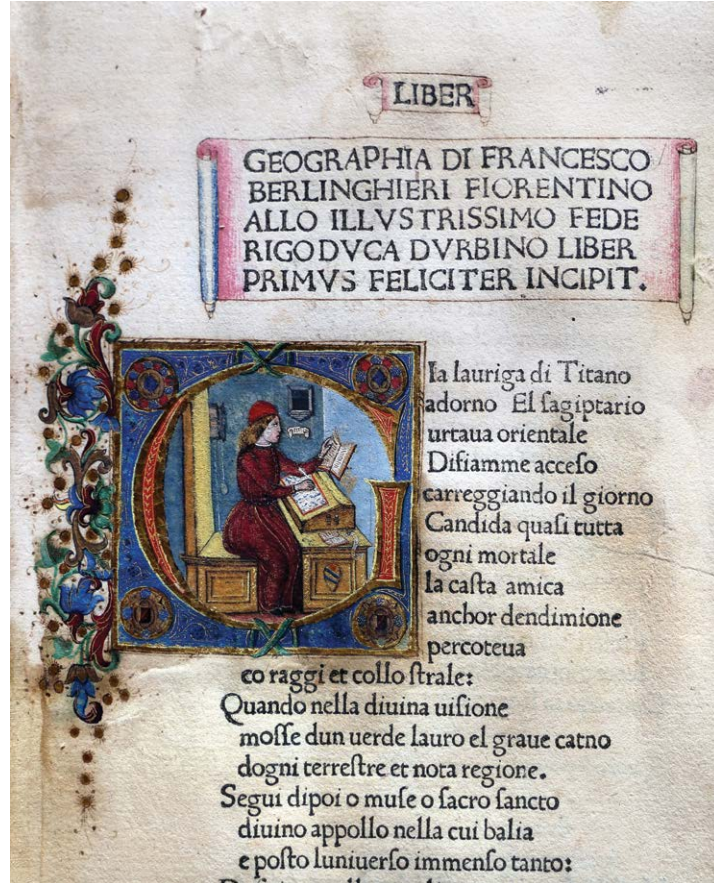 LIBER
GEOGRAPHIA DI FRANCESCO
BERLINGHIERI FIORENTINO
ALLO ILLVSTRISSIMO FEDE
RIGO DVCA DVRBINO LIBER
PRIMVS FELICITER INCIPIT.
G
Ia lauriga di Titano
adorno El sagiptario
urtaua orientale
Difiamme acceso
carreggiando il giorno
Candida quasi tutta
ogni mortale
la casta amica
anchor dendimione
percoteua
co raggi et collo strale:
Quando nella diuina uisione
mosse dun uerde lauro el graue catno
dogni terrestre et nota regione.
Segui dipoi o muse o sacro sancto
diuino appollo nella cui balia
e posto luniuerso immenso tanto: